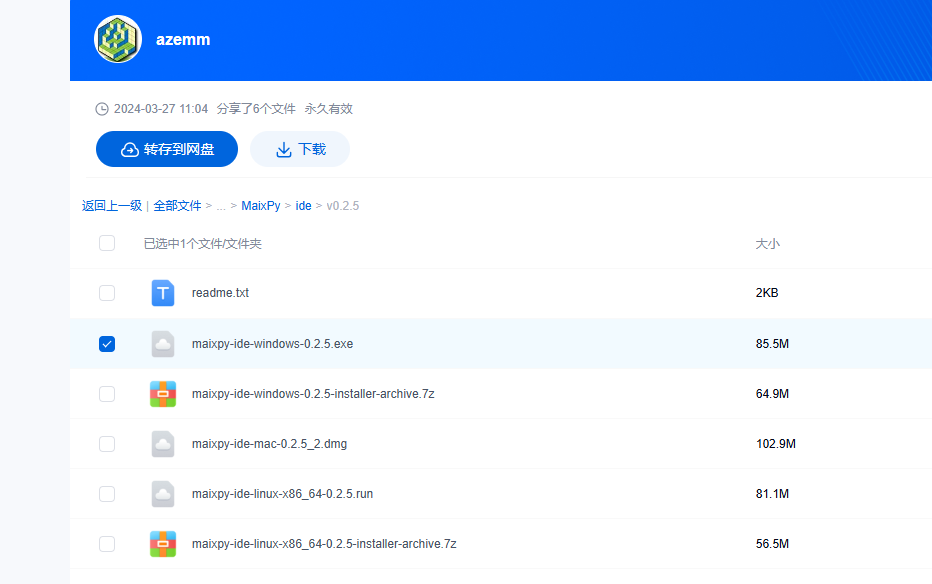 azemm
2024-03-27 11:04 分享了6个文件 永久有效
转存到网盘 下载
返回上一级 | 全部文件 > ... > MaixPy > ide > v0.2.5
已选中1个文件/文件夹 大小
readme.txt 2KB
maixpy-ide-windows-0.2.5.exe 85.5M
maixpy-ide-windows-0.2.5-installer-archive.7z 64.9M
maixpy-ide-mac-0.2.5_2.dmg 102.9M
maixpy-ide-linux-x86_64-0.2.5.run 81.1M
maixpy-ide-linux-x86_64-0.2.5-installer-archive.7z 56.5M